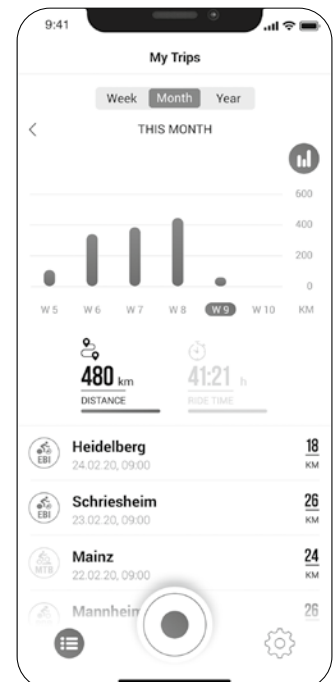 9:41
My Trips
Week Month Year
THIS MONTH
600
400
200
0
W 5 W 6 W 7 W 8 W 9 W 10 KM
480 km 41:21 h
DISTANCE RIDE TIME
EBI Heidelberg 18
24.02.20, 09:00 KM
EBI Schriesheim 26
23.02.20, 09:00 KM
MTB Mainz 24
22.02.20, 09:00 KM
Mannheim 26